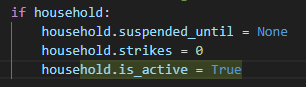 if household:
    household.suspended_until = None
    household.strikes = 0
    household.is_active = True